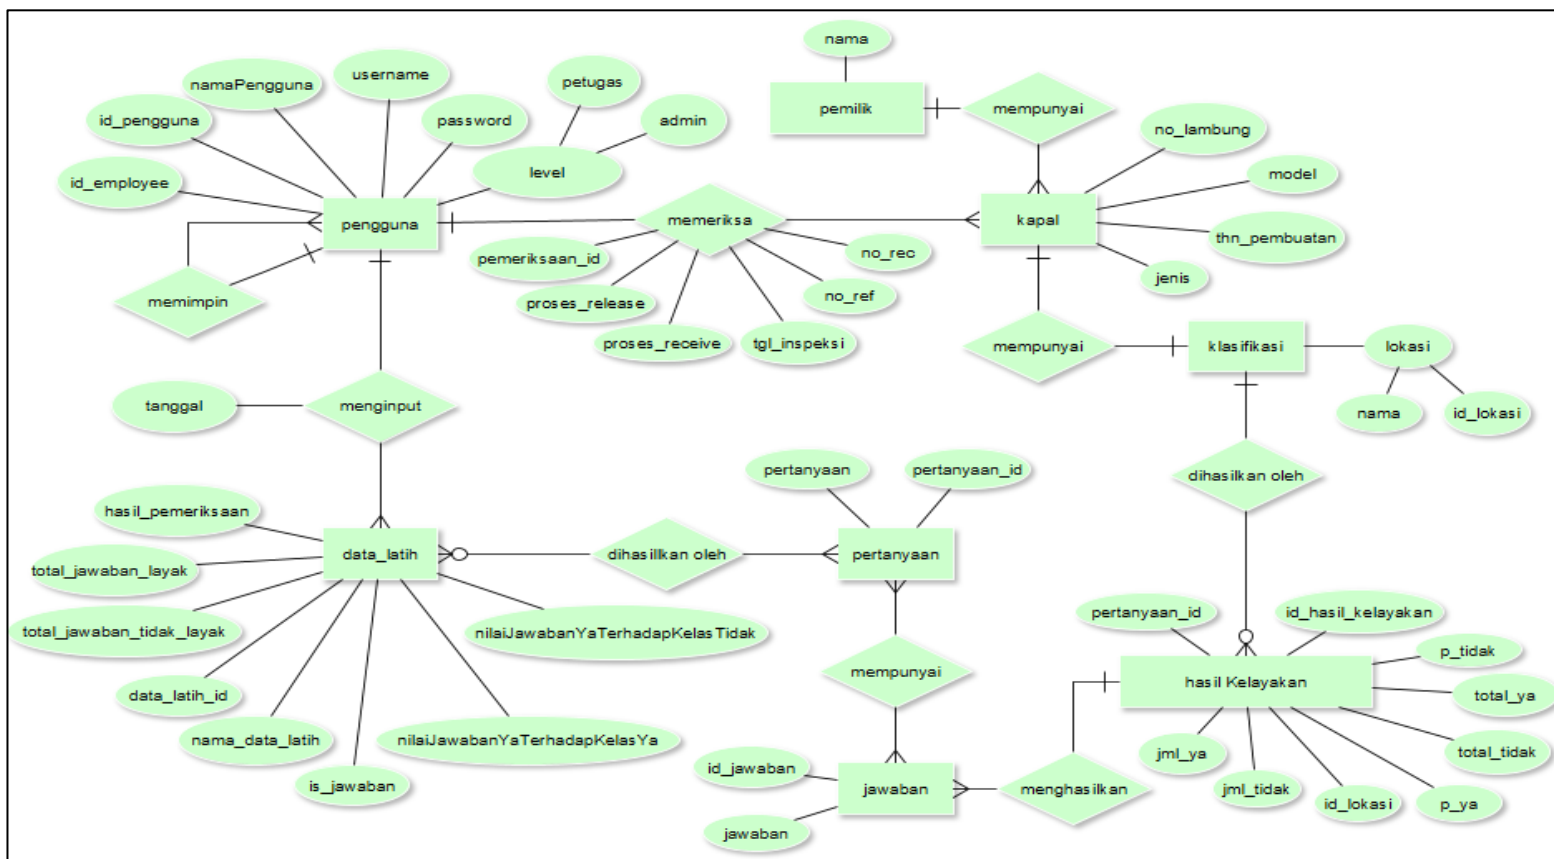 nama
namaPengguna
username
petugas
id_pengguna
password
admin
pemilik
mempunyai
no_lambung
id_employee
level
model
pengguna
memeriksa
kapal
thn_pembuatan
pemeriksaan_id
no_rec
jenis
memimpin
proses_release
no_ref
proses_receive
tgl_inspeksi
mempunyai
klasifikasi
lokasi
tanggal
menginput
nama
id_lokasi
pertanyaan
pertanyaan_id
dihasilkan oleh
hasil_pemeriksaan
data_latih
dihasillkan oleh
pertanyaan
total_jawaban_layak
total_jawaban_tidak_layak
nilaiJawabanYaTerhadapKelasTidak
pertanyaan_id
id_hasil_kelayakan
p_tidak
mempunyai
hasil Kelayakan
total_ya
data_latih_id
nama_data_latih
nilaiJawabanYaTerhadapKelasYa
is_jawaban
id_jawaban
jawaban
menghasilkan
jml_ya
total_tidak
jml_tidak
id_lokasi
p_ya
jawaban